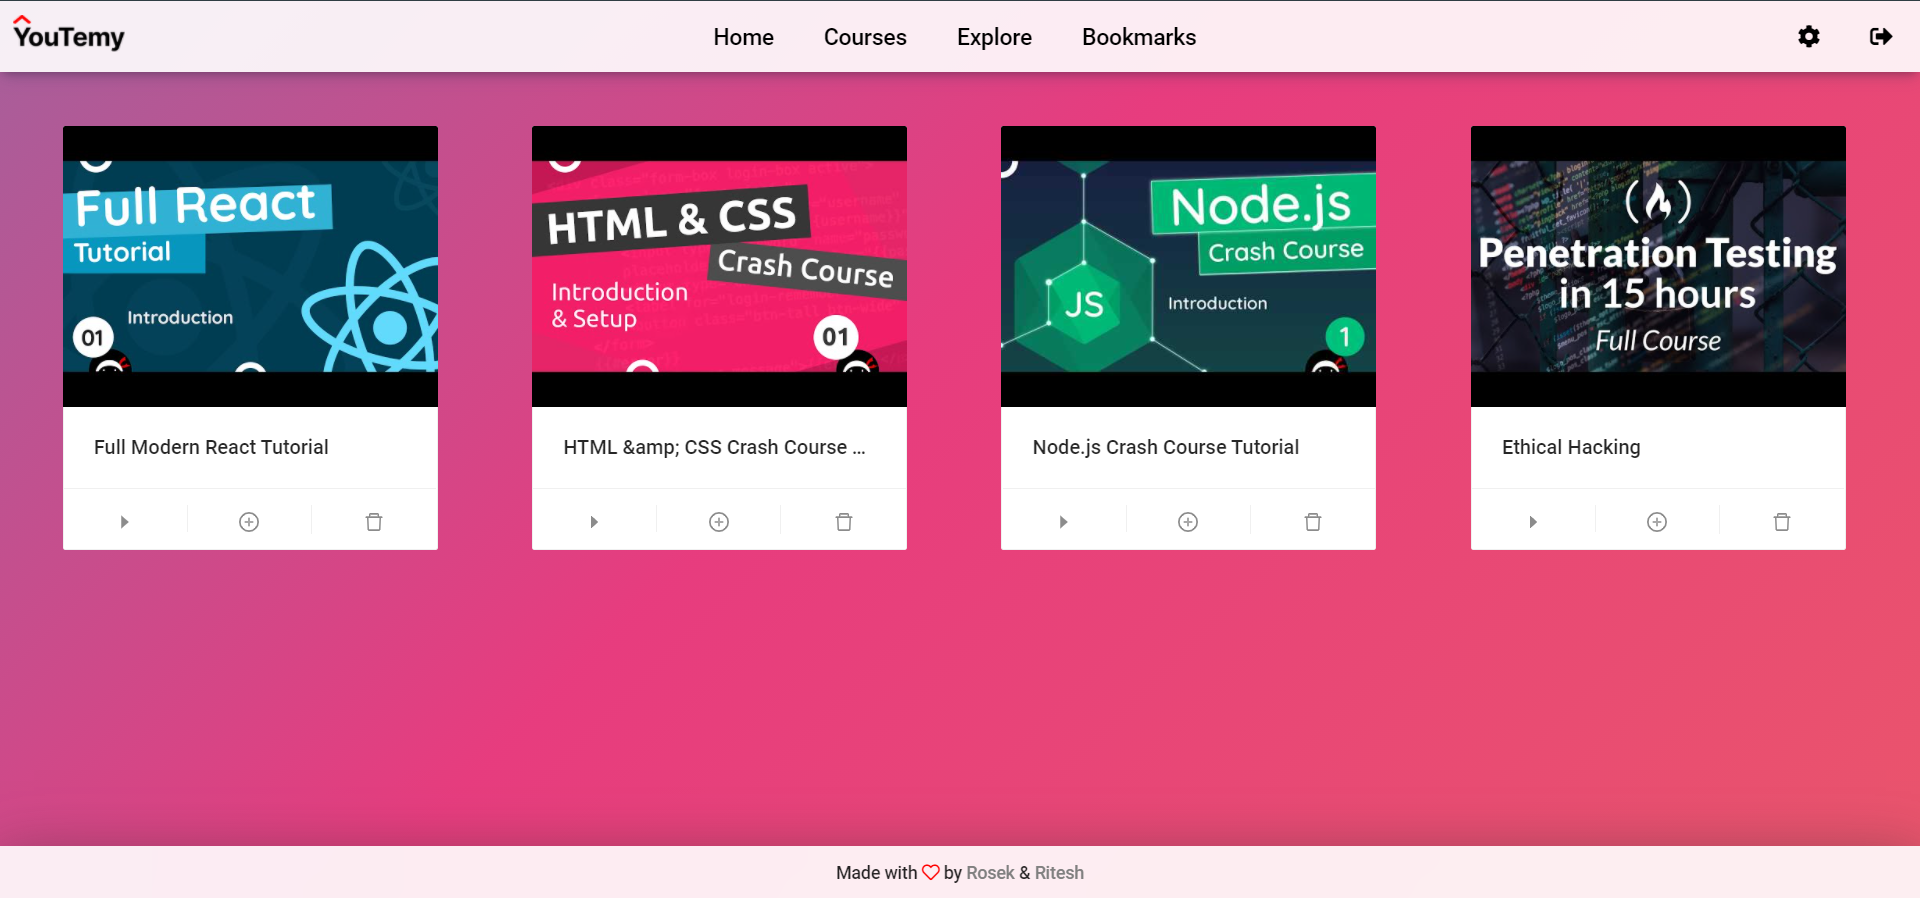 YouTemy
Home Courses Explore Bookmarks
Full React
Tutorial
Introduction
01
HTML & CSS
Crash Course
Introduction
& Setup
01
Node.js
Crash Course
JS
Introduction
1
Penetration Testing
in 15 hours
Full Course
Full Modern React Tutorial
HTML &amp; CSS Crash Course ...
Node.js Crash Course Tutorial
Ethical Hacking
Made with by Rosek & Ritesh